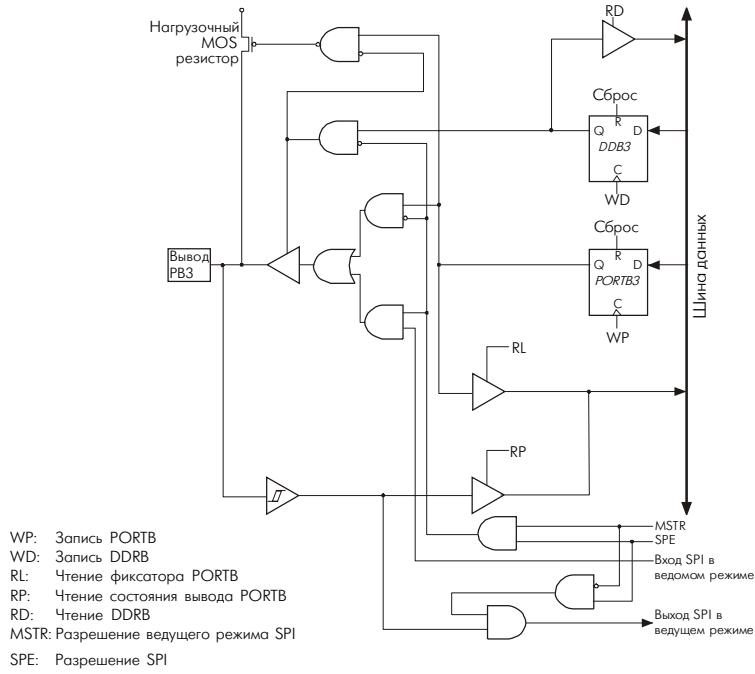 RD
Нагрузочный
MOS
резистор
Сброс
R
Q
D
DDB3
C
WD
Сброс
R
Q
D
PORTB3
C
WP
Шина данных
Вывод
PB3
RL
RP
MSTR
SPE
Вход SPI в
ведомом режиме
Выход SPI в
ведущем режиме
WP: Запись PORTB
WD: Запись DDRB
RL: Чтение фиксатора PORTB
RP: Чтение состояния вывода PORTB
RD: Чтение DDRB
MSTR: Разрешение ведущего режима SPI
SPE: Разрешение SPI